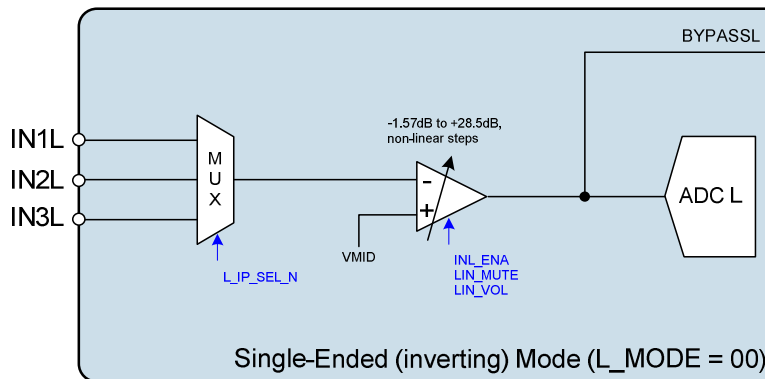 BYPASSL
-1.57dB to +28.5dB,
non-linear steps
IN1L
IN2L
IN3L
MUX
-
+
ADC L
VMID
L_IP_SEL_N
INL_ENA
LIN_MUTE
LIN_VOL
Single-Ended (inverting) Mode (L_MODE = 00)